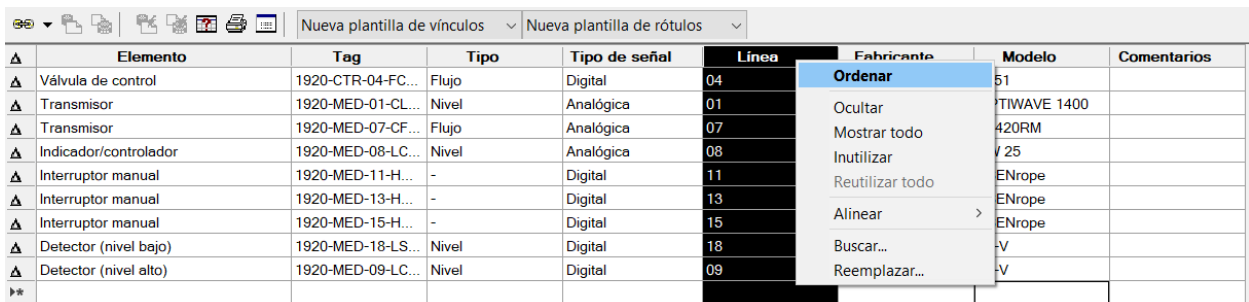 Nueva plantilla de vínculos Nueva plantilla de rótulos
Elemento Tag Tipo Tipo de señal Línea Fabricante Modelo Comentarios
Válvula de control 1920-CTR-04-FC... Flujo Digital 04 51
Transmisor 1920-MED-01-CL... Nivel Analógica 01 PTIWAVE 1400
Transmisor 1920-MED-07-CF... Flujo Analógica 07 420RM
Indicador/controlador 1920-MED-08-LC... Nivel Analógica 08 25
Interruptor manual 1920-MED-11-H... - Digital 11 ENrope
Interruptor manual 1920-MED-13-H... - Digital 13 ENrope
Interruptor manual 1920-MED-15-H... - Digital 15 ENrope
Detector (nivel bajo) 1920-MED-18-LS... Nivel Digital 18 -V
Detector (nivel alto) 1920-MED-09-LC... Nivel Digital 09 -V
Ordenar
Ocultar
Mostrar todo
Inutilizar
Reutilizar todo
Alinear
Buscar...
Reemplazar...